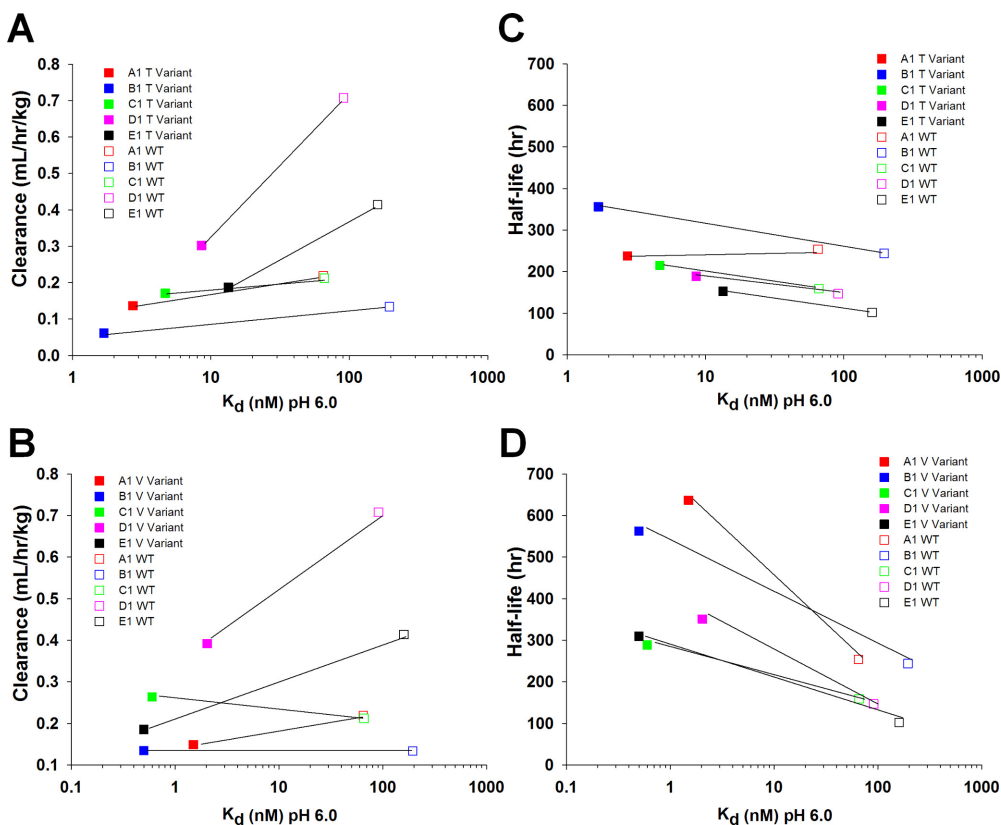 A
Clearance (mL/hr/kg)
0.8
0.7
0.6
0.5
0.4
0.3
0.2
0.1
0.0
A1 T Variant
B1 T Variant
C1 T Variant
D1 T Variant
E1 T Variant
A1 WT
B1 WT
C1 WT
D1 WT
E1 WT
1 10 100 1000
Kd (nM) pH 6.0
C
Half-life (hr)
700
600
500
400
300
200
100
0
A1 T Variant
B1 T Variant
C1 T Variant
D1 T Variant
E1 T Variant
A1 WT
B1 WT
C1 WT
D1 WT
E1 WT
1 10 100 1000
Kd (nM) pH 6.0
B
Clearance (mL/hr/kg)
0.8
0.7
0.6
0.5
0.4
0.3
0.2
0.1
A1 V Variant
B1 V Variant
C1 V Variant
D1 V Variant
E1 V Variant
A1 WT
B1 WT
C1 WT
D1 WT
E1 WT
0.1 1 10 100 1000
Kd (nM) pH 6.0
D
Half-life (hr)
700
600
500
400
300
200
100
0
A1 V Variant
B1 V Variant
C1 V Variant
D1 V Variant
E1 V Variant
A1 WT
B1 WT
C1 WT
D1 WT
E1 WT
0.1 1 10 100 1000
Kd (nM) pH 6.0